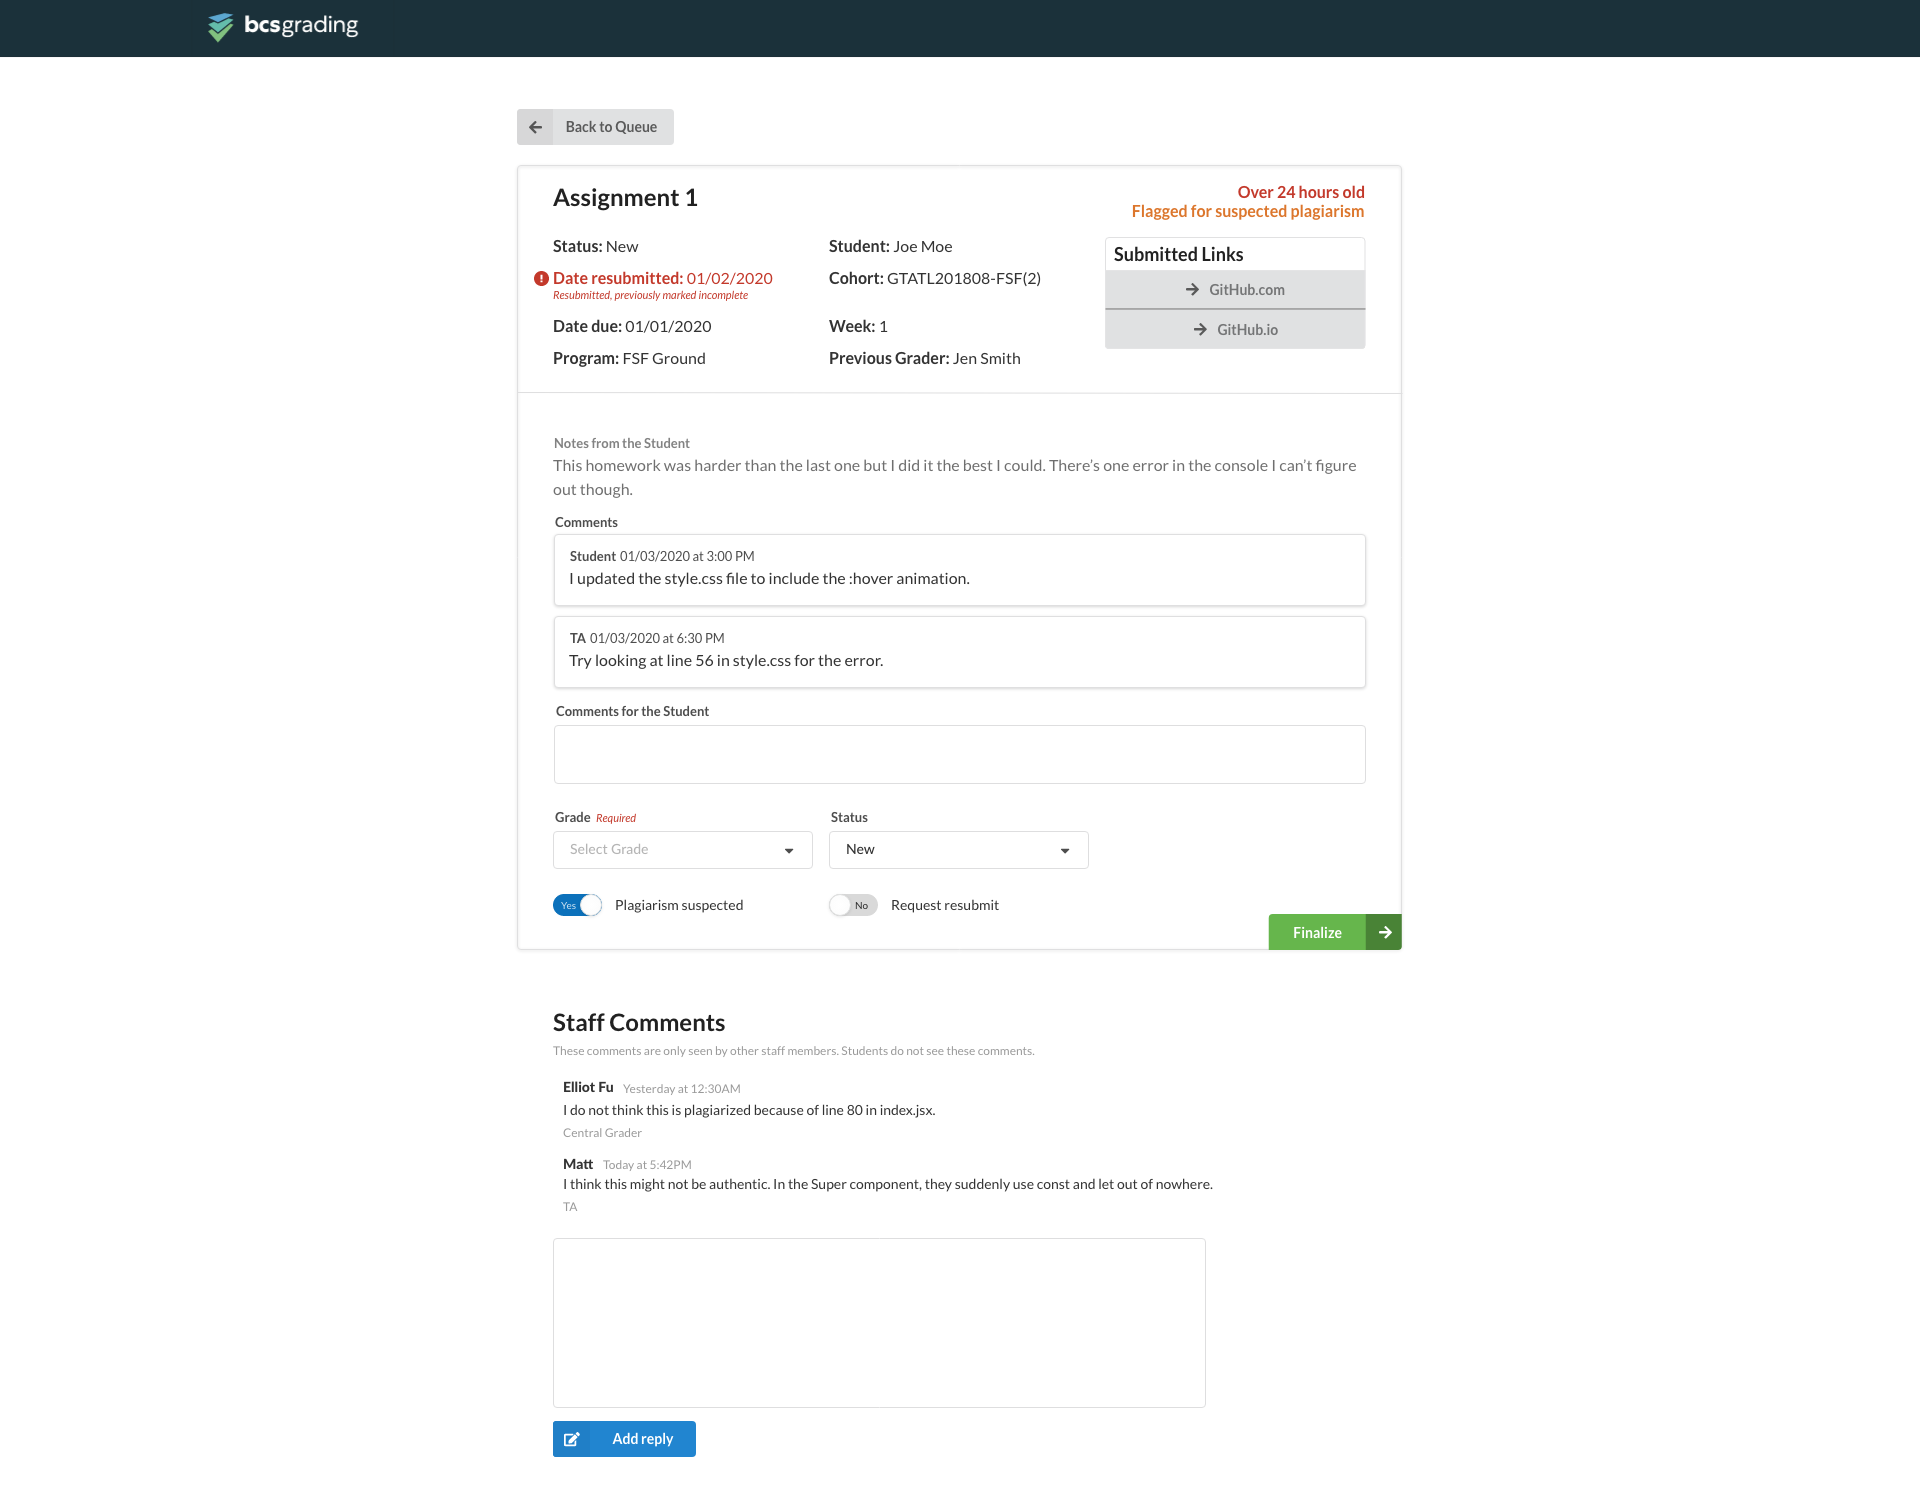 bcsgrading
Back to Queue
Assignment 1
Over 24 hours old
Flagged for suspected plagiarism
Status: New
Student: Joe Moe
Submitted Links
Date resubmitted: 01/02/2020
Resubmitted, previously marked incomplete
Cohort: GTATL201808-FSF(2)
GitHub.com
Date due: 01/01/2020
Week: 1
GitHub.io
Program: FSF Ground
Previous Grader: Jen Smith
Notes from the Student
This homework was harder than the last one but I did it the best I could. There’s one error in the console I can’t figure
out though.
Comments
Student 01/03/2020 at 3:00 PM
I updated the style.css file to include the :hover animation.
TA 01/03/2020 at 6:30 PM
Try looking at line 56 in style.css for the error.
Comments for the Student
Grade Required
Status
Select Grade
New
Yes Plagiarism suspected
No Request resubmit
Finalize
Staff Comments
These comments are only seen by other staff members. Students do not see these comments.
Elliot Fu Yesterday at 12:30AM
I do not think this is plagiarized because of line 80 in index.jsx.
Central Grader
Matt Today at 5:42PM
I think this might not be authentic. In the Super component, they suddenly use const and let out of nowhere.
TA
Add reply